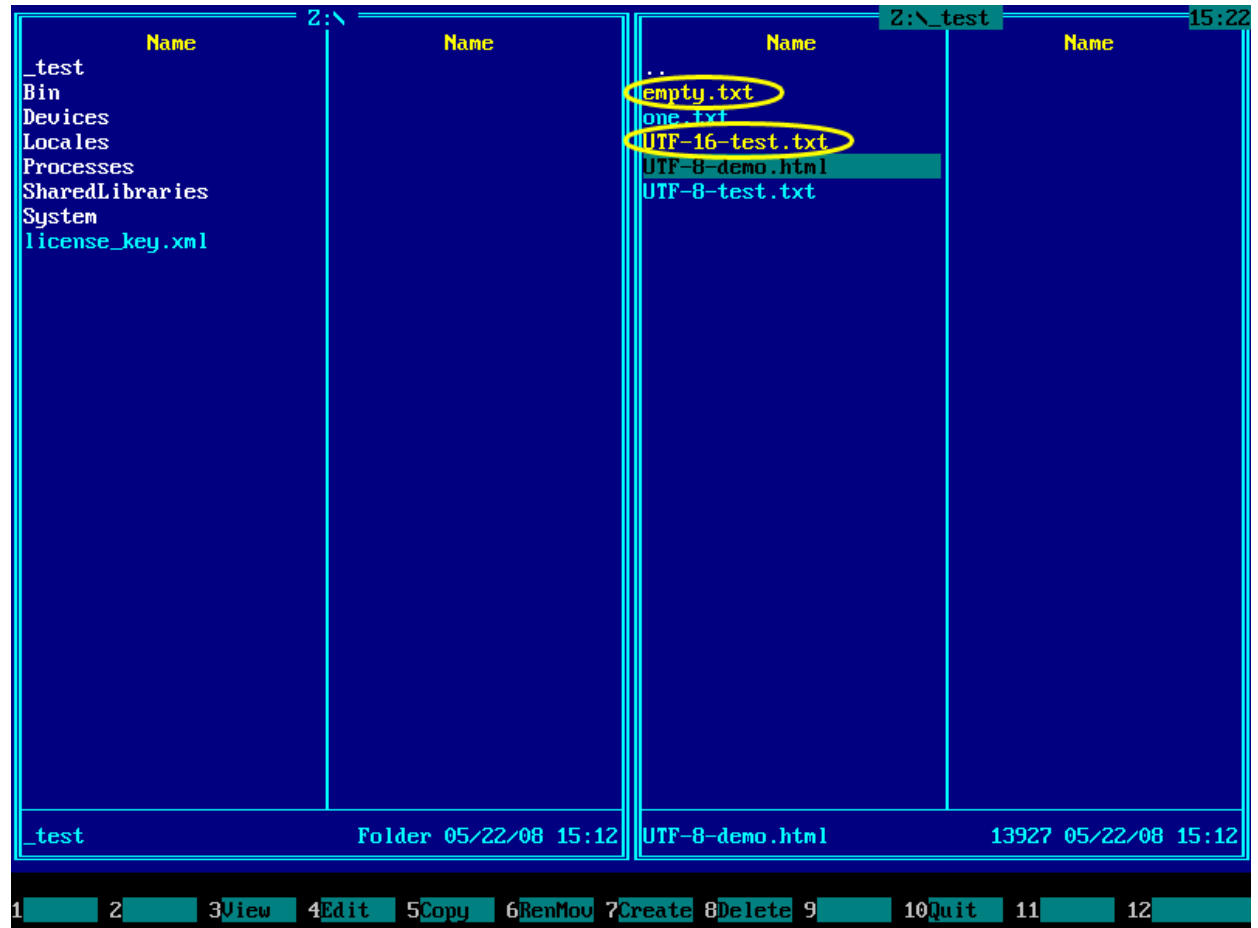 Z:\
Name Name
_test
Bin
Devices
Locales
Processes
SharedLibraries
System
license_key.xml
_test Folder 05/22/08 15:12
Z:\_test 15:22
Name Name
..
empty.txt
one.txt
UTF-16-test.txt
UTF-8-demo.html
UTF-8-test.txt
UTF-8-demo.html 13927 05/22/08 15:12
1 2 3View 4Edit 5Copy 6RenMov 7Create 8Delete 9 10Quit 11 12